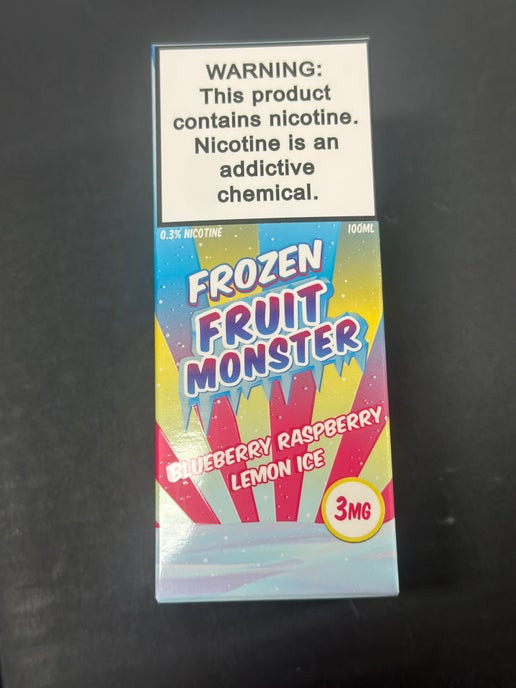 WARNING:
This product
contains nicotine.
Nicotine is an
addictive
chemical.
0.3% NICOTINE
100ML
FROZEN
FRUIT
MONSTER
BLUEBERRY RASPBERRY
LEMON ICE
3MG